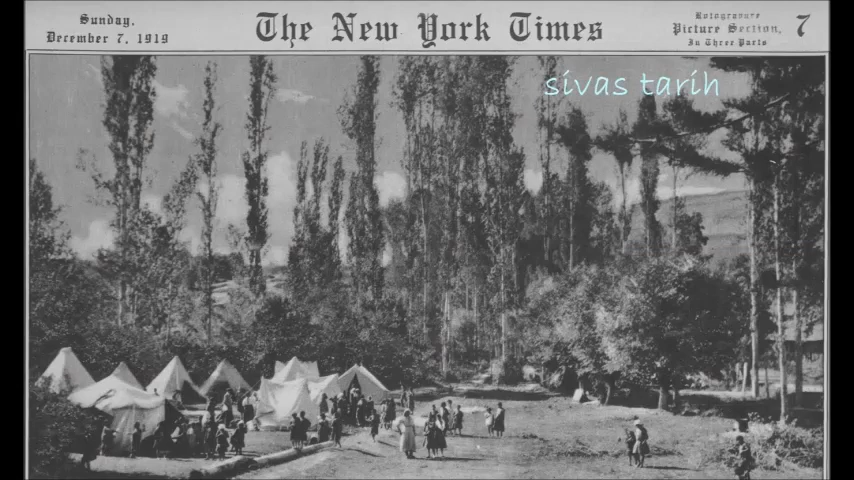 Sunday,
December 7, 1919
The New York Times
Rotogravure
Picture Section,
In Three Parts
7
sivas tarih